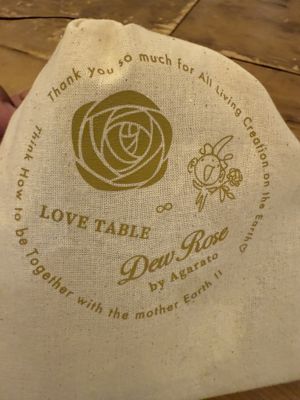 Thank you so much for All Living Creation on the Earth
LOVE TABLE
∞
Dew Rose
by Agarato
Think How to be Together with the mother Earth !!